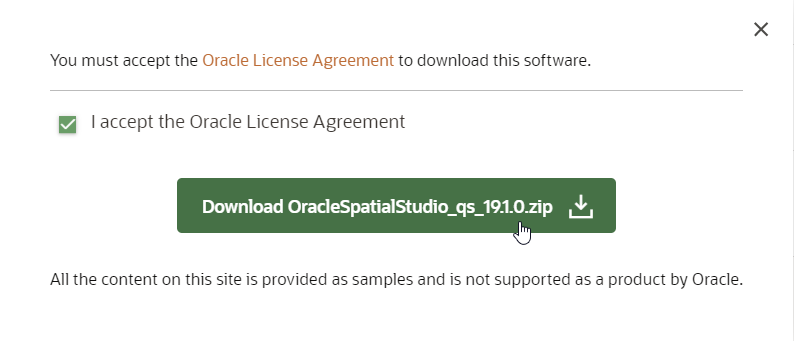 You must accept the Oracle License Agreement to download this software.
I accept the Oracle License Agreement
Download OracleSpatialStudio_qs_19.1.0.zip
All the content on this site is provided as samples and is not supported as a product by Oracle.